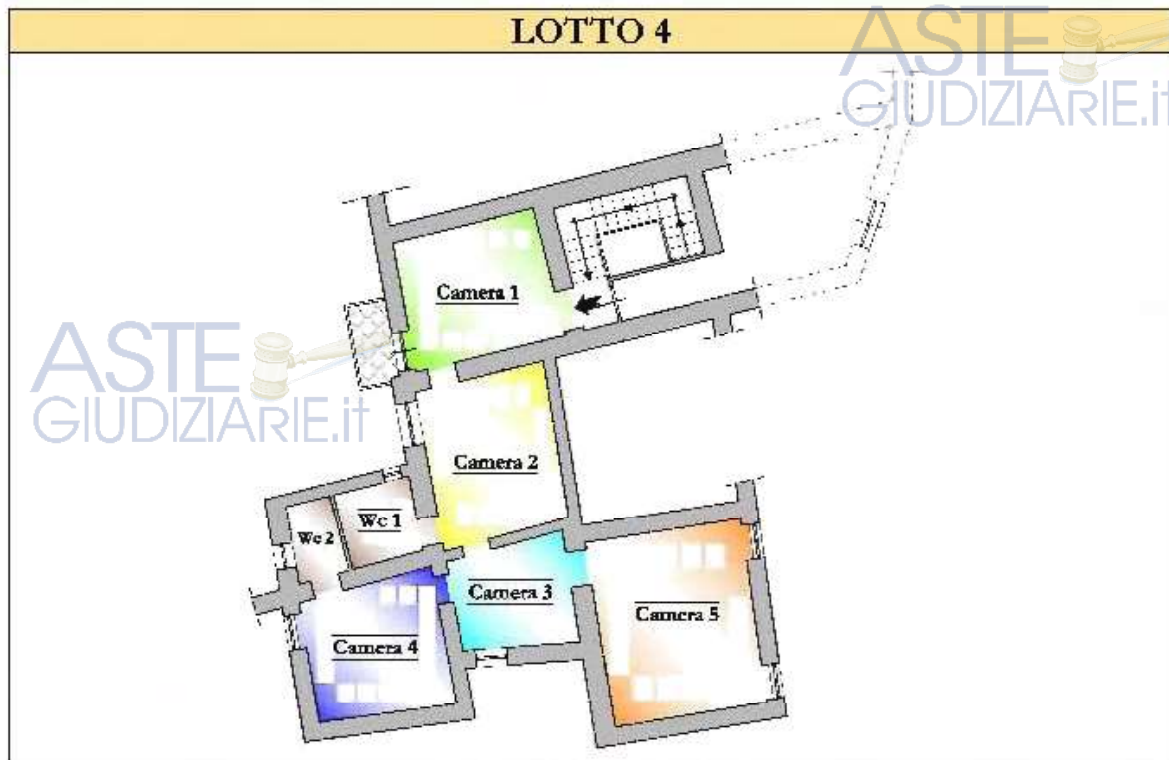 LOTTO 4
ASTE
GIUDIZIARIE.it
Camera 1
ASTE
GIUDIZIARIE.it
Camera 2
Wc 1
Wc 2
Camera 3
Camera 5
Camera 4